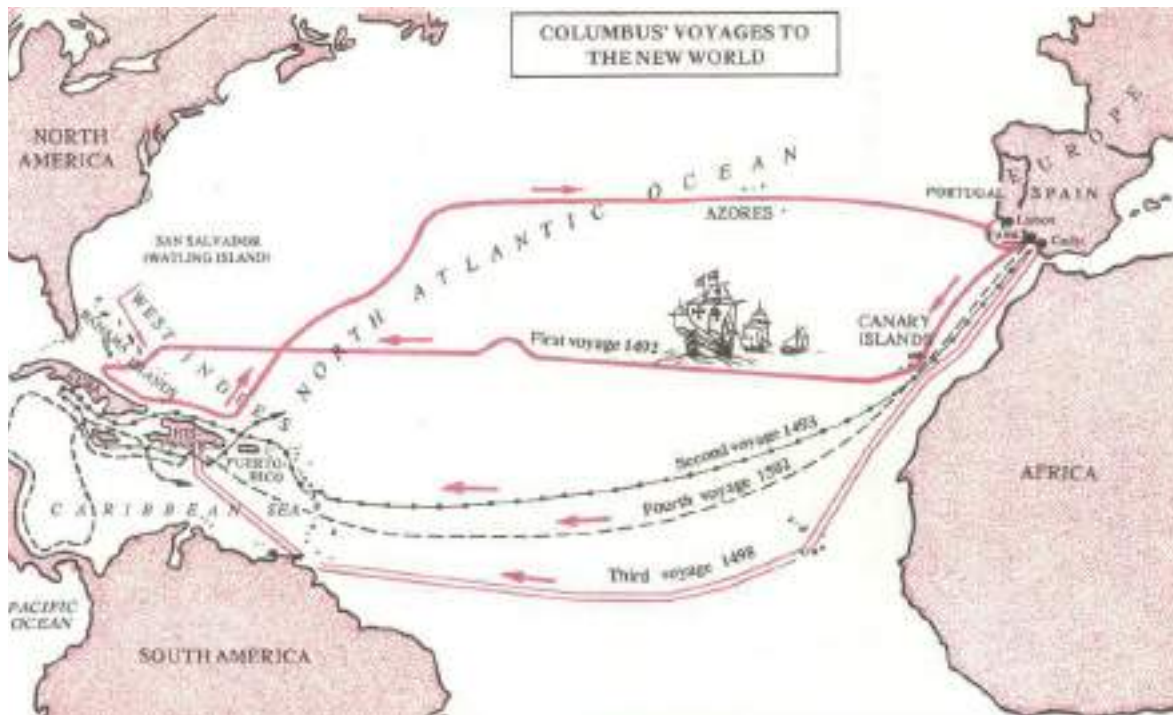 COLUMBUS' VOYAGES TO
THE NEW WORLD
NORTH
AMERICA
EUROPE
NORTH ATLANTIC OCEAN
PORTUGAL
SPAIN
AZORES
Cadiz
SAN SALVADOR
(WATLING ISLAND)
WEST INDIES
BAHAMA ISLANDS
First voyage 1492
CANARY
ISLANDS
Second voyage 1493
PUERTO
RICO
Fourth voyage 1502
AFRICA
CARIBBEAN SEA
Third voyage 1498
PACIFIC
OCEAN
SOUTH AMERICA